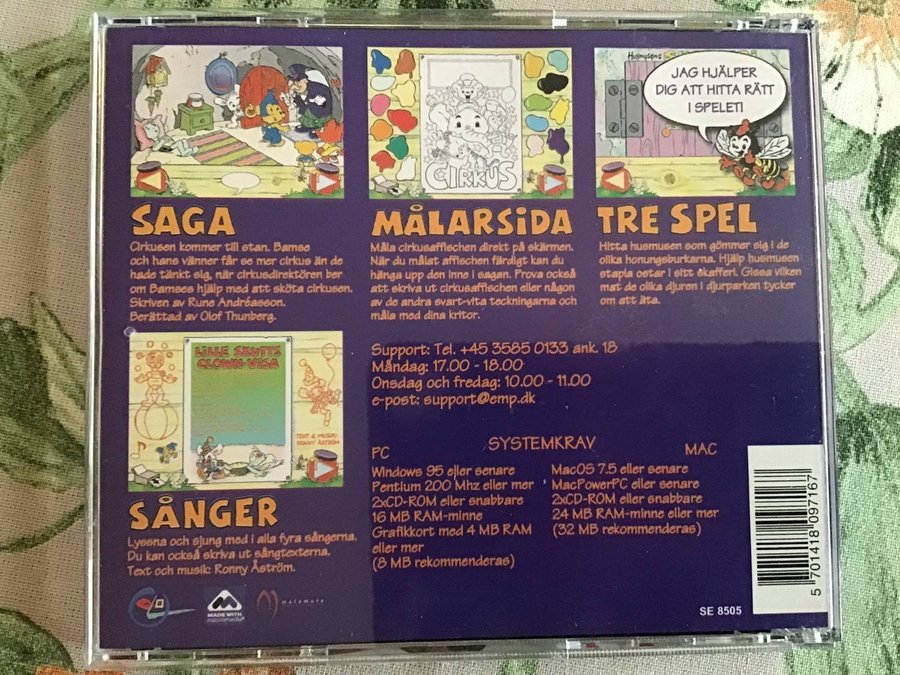 CIRKUS
Husmusens
JAG HJÄLPER
DIG ATT HITTA RÄTT
I SPELET!
SAGA
Cirkusen kommer till stan. Bamse
och hans vänner får se mer cirkus än de
hade tänkt sig, när cirkusdirektören ber
om Bamses hjälp med att sköta cirkusen.
Skriven av Rune Andréasson.
Berättad av Olof Thunberg.
MÅLARSIDA
Måla cirkusaffischen direkt på skärmen.
När du målat affischen färdigt kan du
hänga upp den inne i sagan. Prova också
att skriva ut cirkusaffischen eller någon
av de andra svart-vita teckningarna och
måla med dina kritor.
TRE SPEL
Hitta husmusen som gömmer sig i de
olika honungsburkarna. Hjälp husmusen
stapla ostar i sitt skafferi. Gissa vilken
mat de olika djuren i djurparken tycker
om att äta.
LILLE SKUTTS
CLOWN-VISA
TEXT & MUSIK:
RONNY ÅSTRÖM
SÅNGER
Lyssna och sjung med i alla fyra sångerna.
Du kan också skriva ut sångtexterna.
Text och musik: Ronny Åström.
Support: Tel. +45 3585 0133 ank. 18
Måndag: 17.00 - 18.00
Onsdag och fredag: 10.00 - 11.00
e-post: support@emp.dk
SYSTEMKRAV
PC
Windows 95 eller senare
Pentium 200 Mhz eller mer
2xCD-ROM eller snabbare
16 MB RAM-minne
Grafikkort med 4 MB RAM
eller mer
(8 MB rekommenderas)
MAC
MacOS 7.5 eller senare
MacPowerPC eller senare
2xCD-ROM eller snabbare
24 MB RAM-minne eller mer
(32 MB rekommenderas)
MADE WITH
macromedia
malamute
SE 8505
5 701418 097167